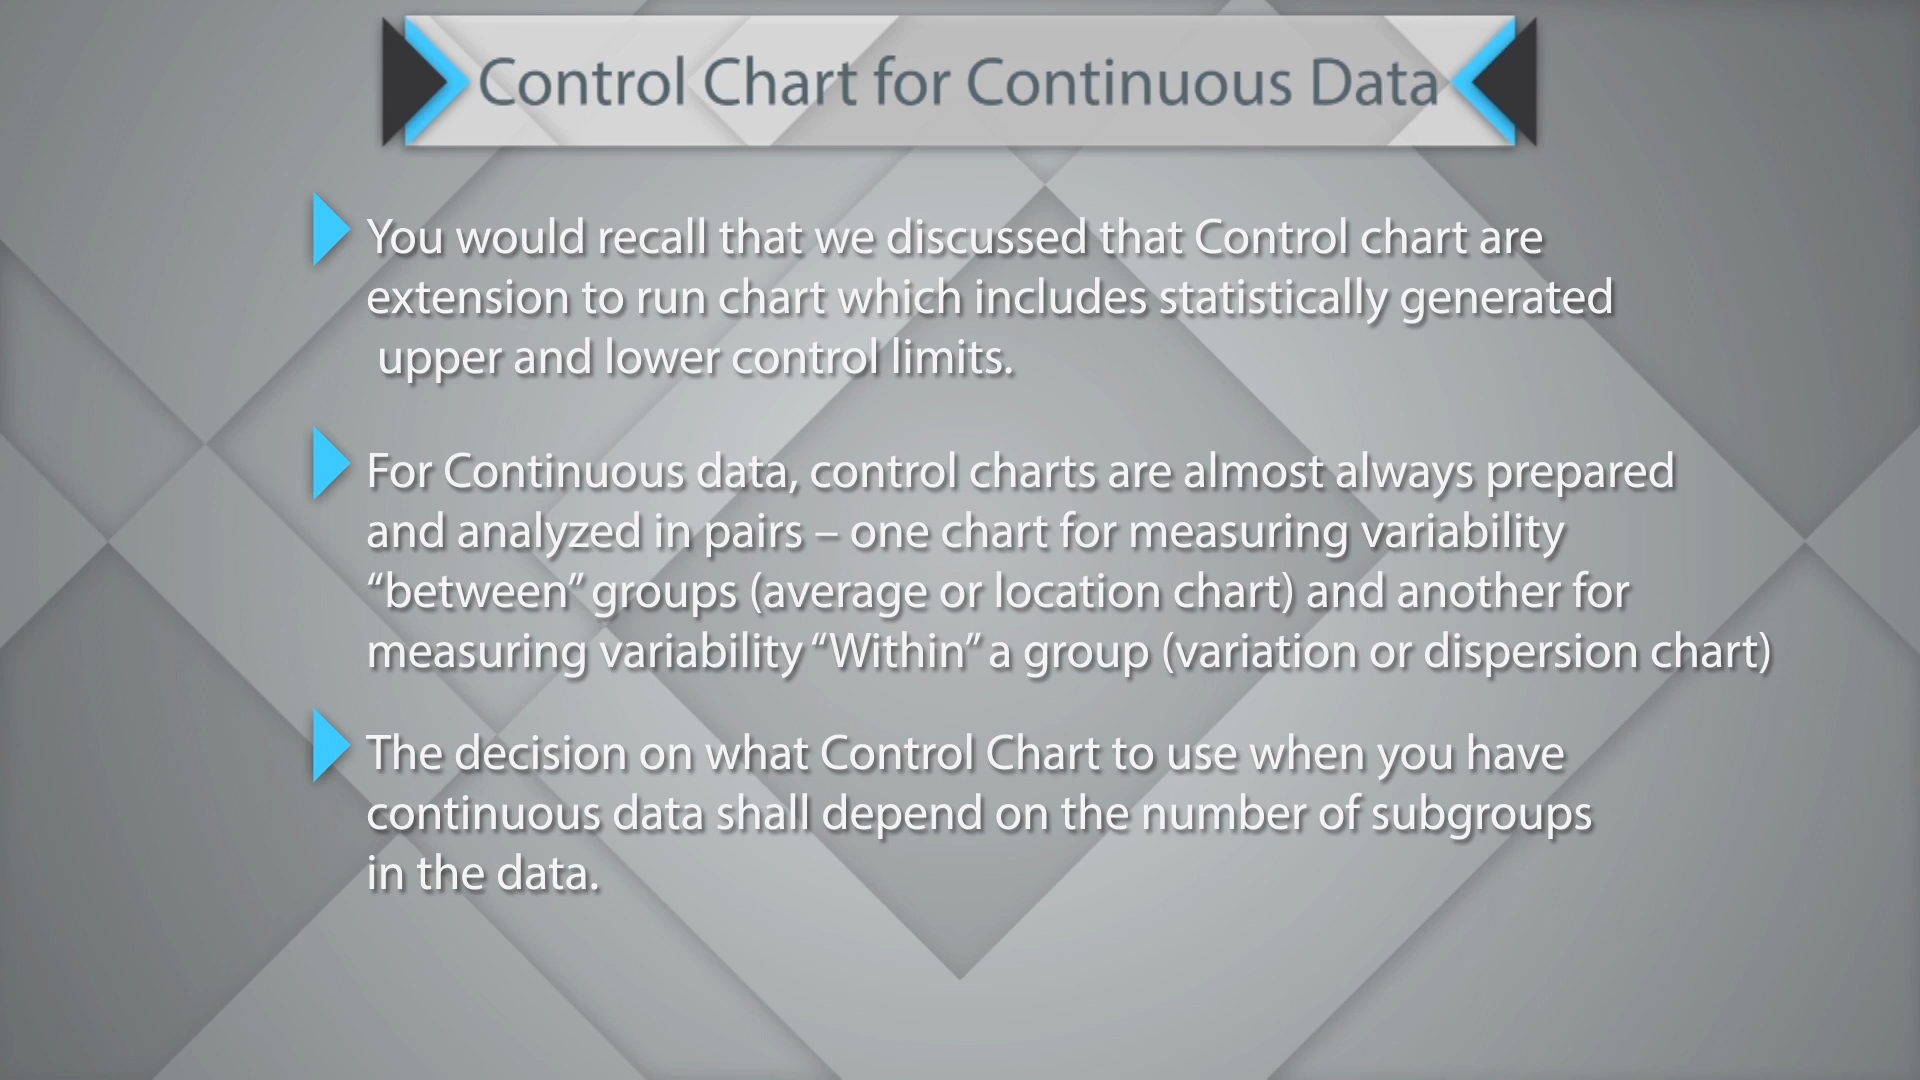 Control Chart for Continuous Data
You would recall that we discussed that Control chart are
extension to run chart which includes statistically generated
upper and lower control limits.
For Continuous data, control charts are almost always prepared
and analyzed in pairs – one chart for measuring variability
“between” groups (average or location chart) and another for
measuring variability “Within” a group (variation or dispersion chart)
The decision on what Control Chart to use when you have
continuous data shall depend on the number of subgroups
in the data.